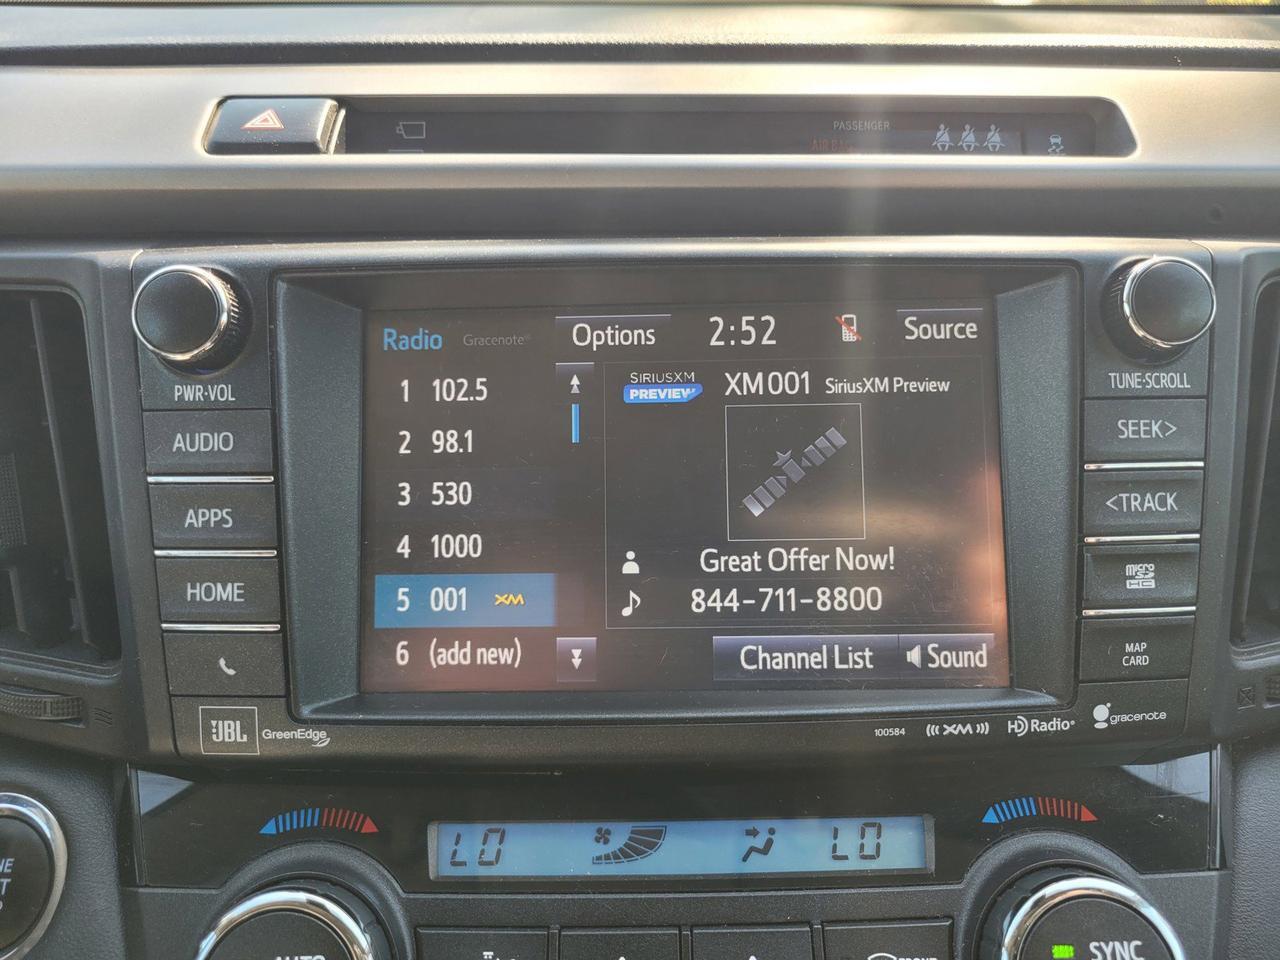 PASSENGER
AIR BAG
Radio Gracenote® Options 2:52 Source
PWR·VOL
TUNE·SCROLL
1 102.5
SIRIUSXM
PREVIEW
XM001 SiriusXM Preview
AUDIO
2 98.1
SEEK>
3 530
<TRACK
APPS
4 1000
Great Offer Now!
HOME
5 001 XM
844-711-8800
micro
SD
HC
6 (add new)
Channel List
Sound
MAP
CARD
JBL GreenEdge
100584 ((( XM ))) HD Radio® gracenote
LO LO
AUTO
FRONT
SYNC